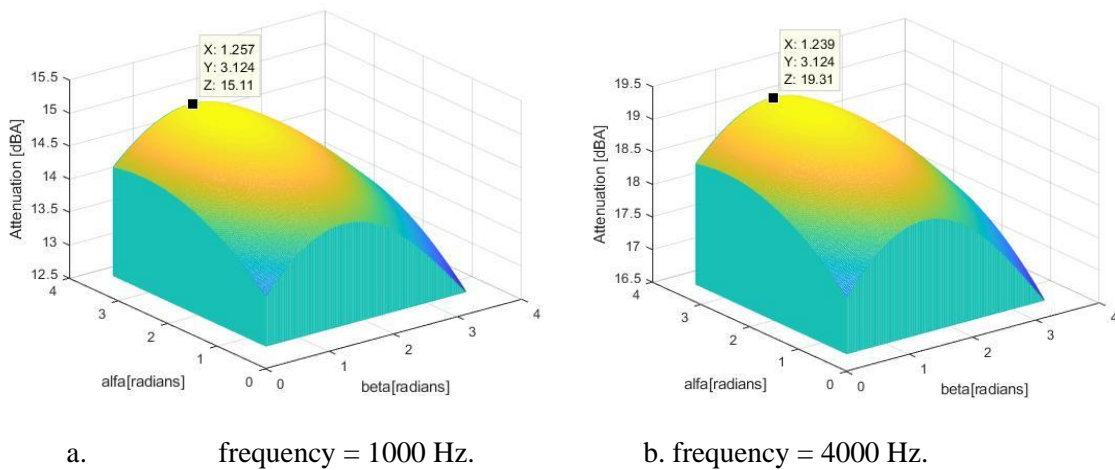 X: 1.257
Y: 3.124
Z: 15.11
15.5
15
14.5
14
13.5
13
12.5
Attenuation [dBA]
4
3
2
1
0
alfa[radians]
0
1
2
3
4
beta[radians]
X: 1.239
Y: 3.124
Z: 19.31
19.5
19
18.5
18
17.5
17
16.5
Attenuation [dBA]
4
3
2
1
0
alfa[radians]
0
1
2
3
4
beta[radians]
a. frequency = 1000 Hz.
b. frequency = 4000 Hz.